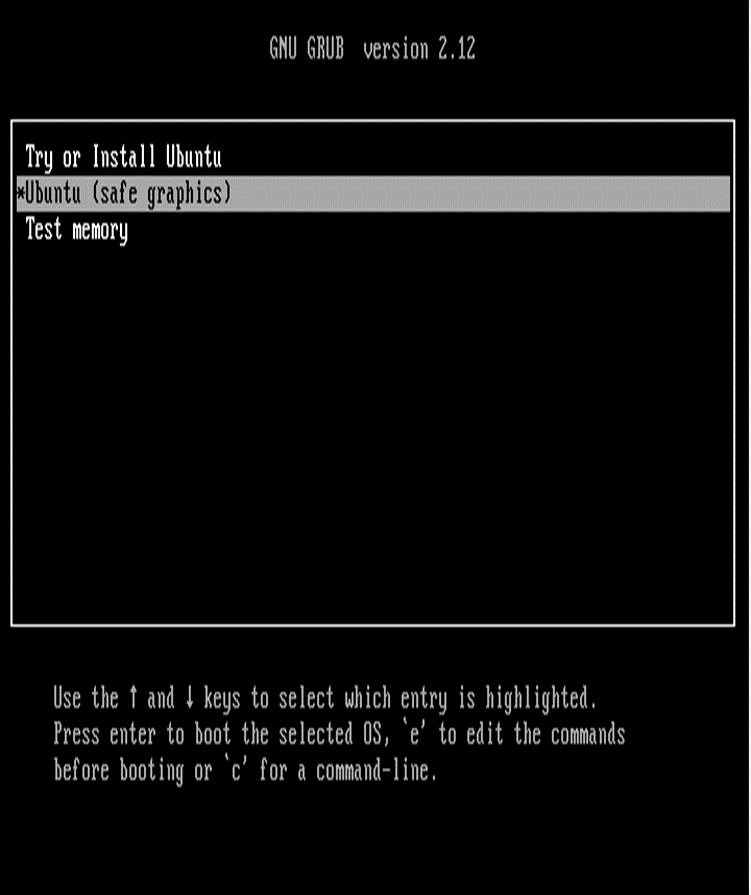 GNU GRUB version 2.12
Try or Install Ubuntu
*Ubuntu (safe graphics)
Test memory
Use the ↑ and ↓ keys to select which entry is highlighted.
Press enter to boot the selected OS, `e' to edit the commands
before booting or `c' for a command-line.